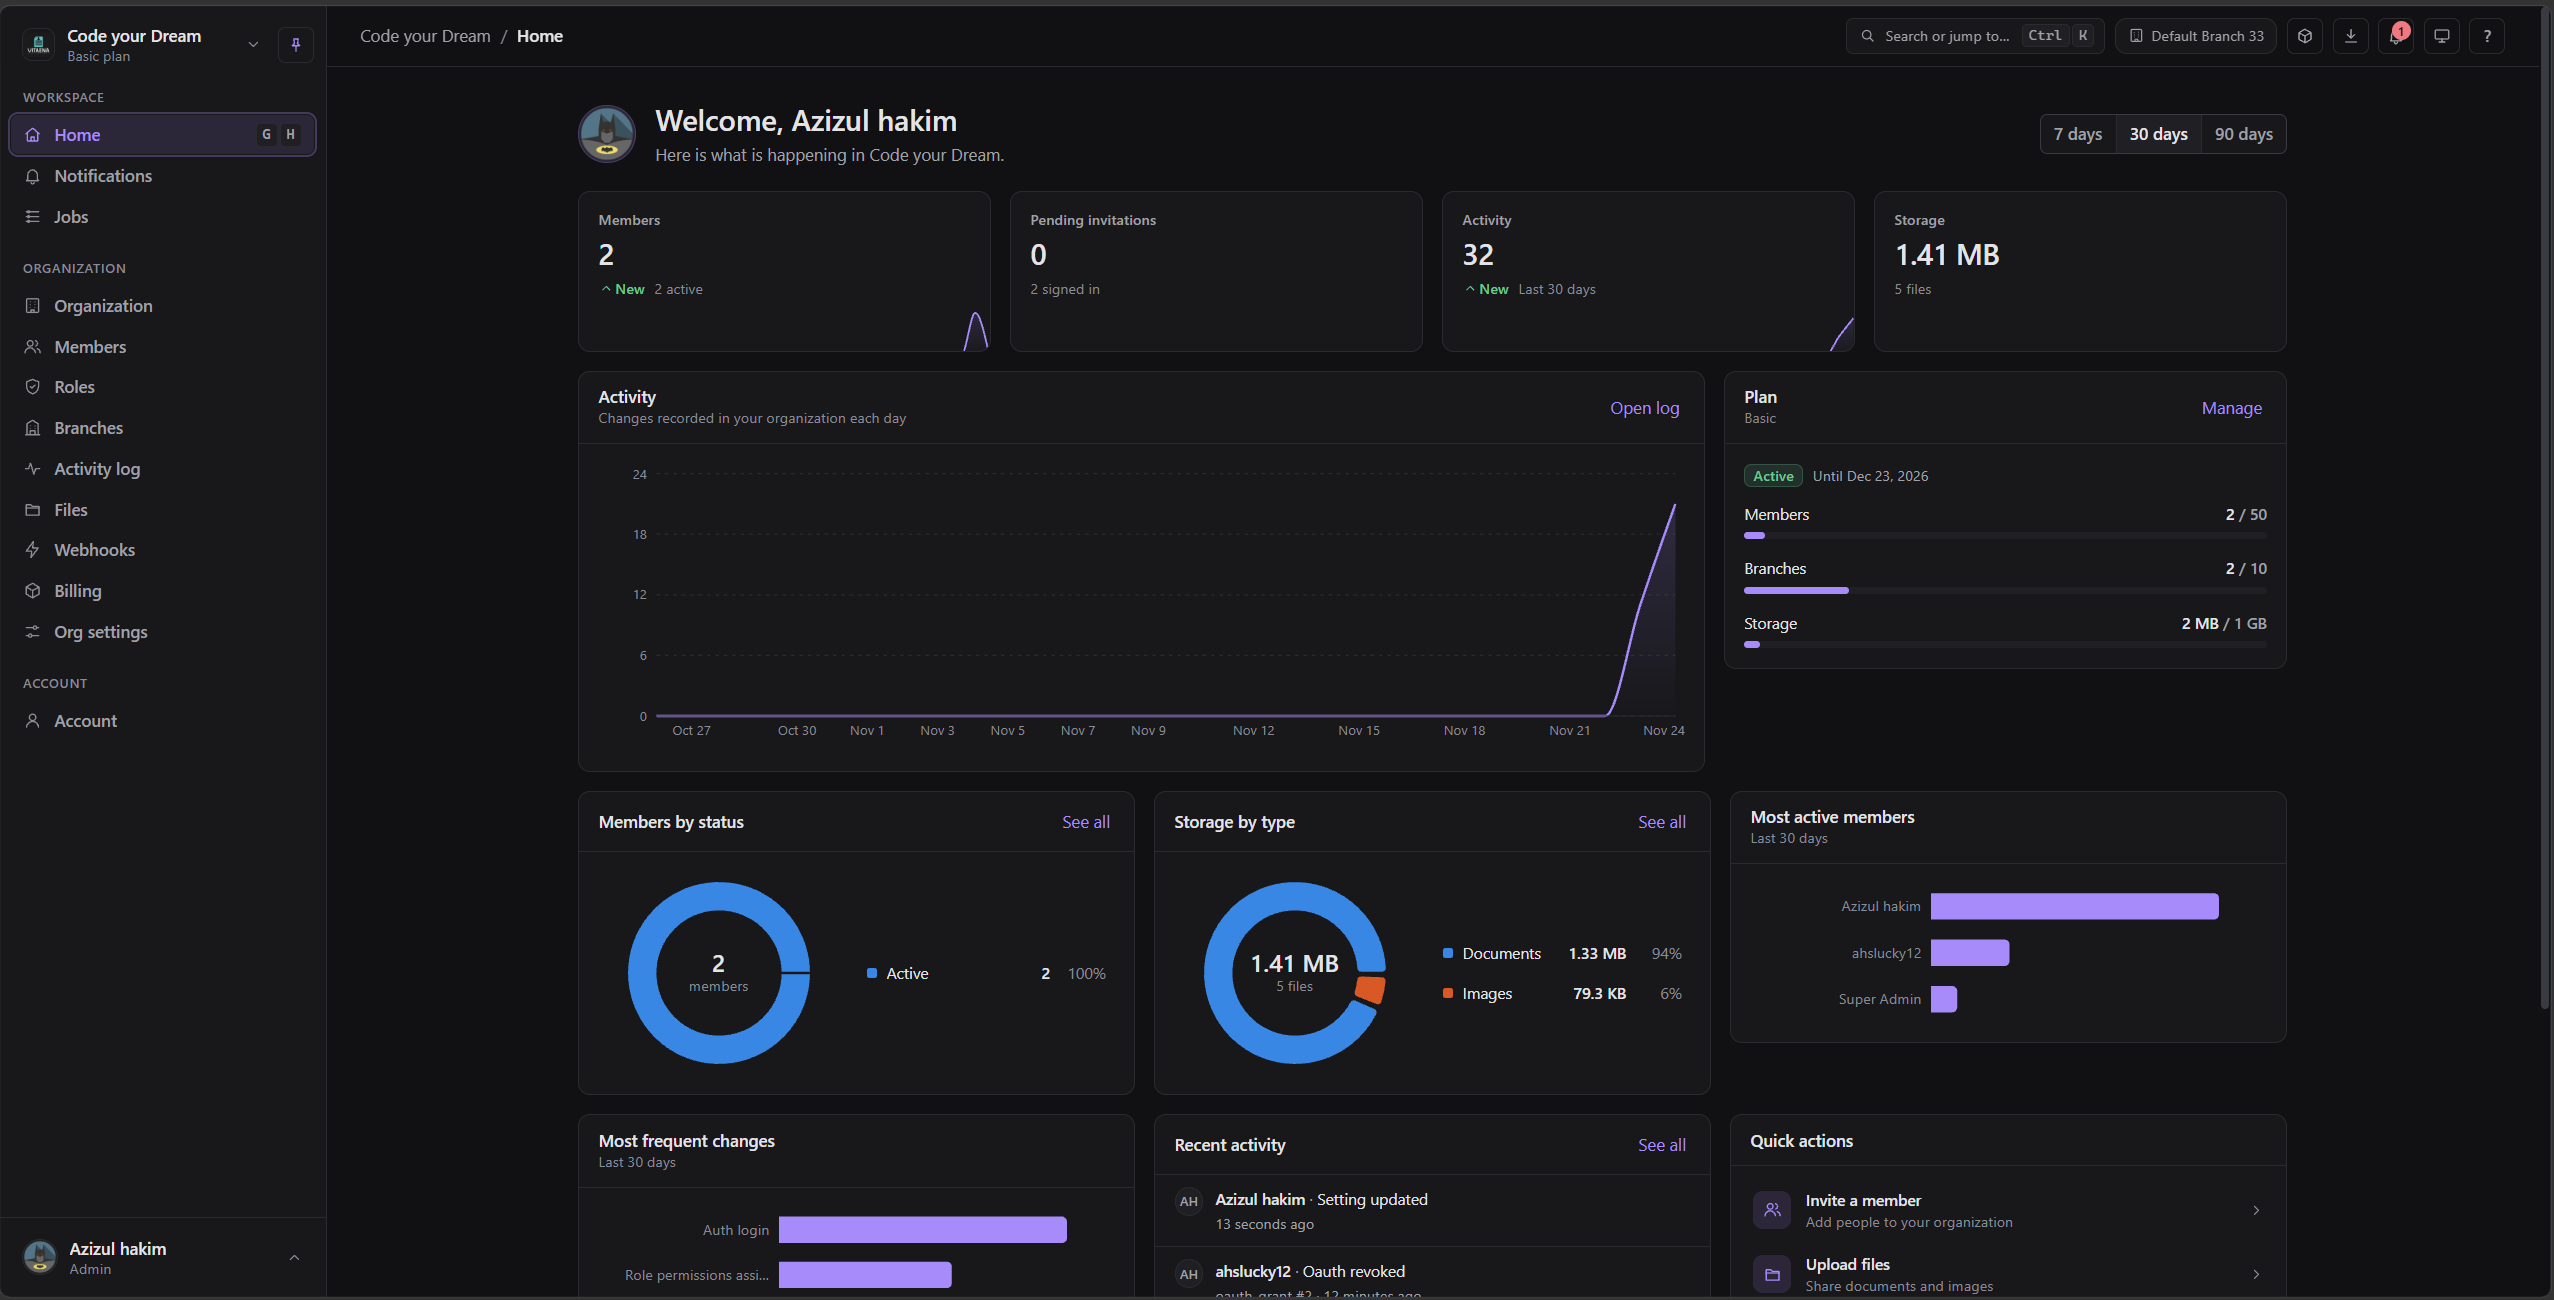 Code your Dream
Basic plan
WORKSPACE
Home G H
Notifications
Jobs
ORGANIZATION
Organization
Members
Roles
Branches
Activity log
Files
Webhooks
Billing
Org settings
ACCOUNT
Account
Azizul hakim
Admin
Code your Dream / Home
Search or jump to... Ctrl K
Default Branch 33
1
?
Welcome, Azizul hakim
Here is what is happening in Code your Dream.
7 days 30 days 90 days
Members
2
New 2 active
Pending invitations
0
2 signed in
Activity
32
New Last 30 days
Storage
1.41 MB
5 files
Activity
Changes recorded in your organization each day
Open log
24
18
12
6
0
Oct 27 Oct 30 Nov 1 Nov 3 Nov 5 Nov 7 Nov 9 Nov 12 Nov 15 Nov 18 Nov 21 Nov 24
Plan
Basic
Manage
Active Until Dec 23, 2026
Members 2 / 50
Branches 2 / 10
Storage 2 MB / 1 GB
Members by status See all
2
members
Active 2 100%
Storage by type See all
1.41 MB
5 files
Documents 1.33 MB 94%
Images 79.3 KB 6%
Most active members
Last 30 days
Azizul hakim
ahslucky12
Super Admin
Most frequent changes
Last 30 days
Auth login
Role permissions assi...
Recent activity See all
AH Azizul hakim · Setting updated
13 seconds ago
AH ahslucky12 · Oauth revoked
oauth-grant #2 · 12 minutes ago
Quick actions
Invite a member
Add people to your organization
Upload files
Share documents and images